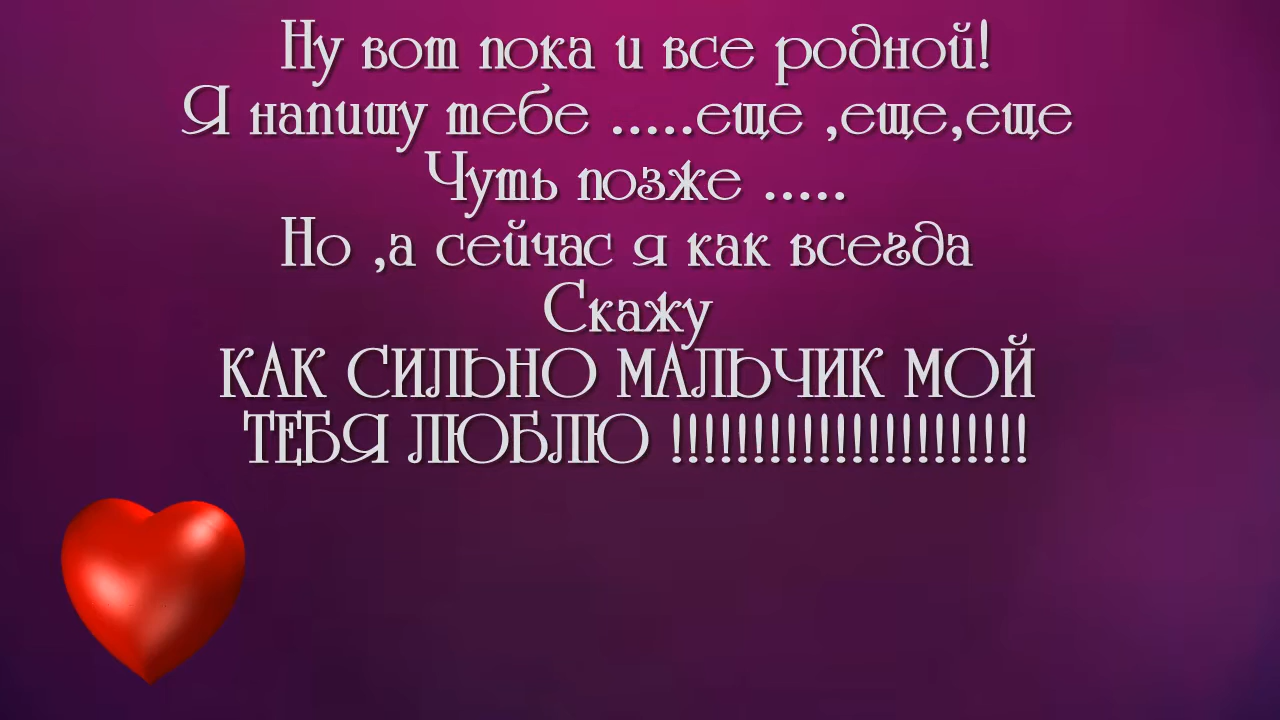 Ну вот пока и все родной!
Я напишу тебе .....еще ,еще,еще
Чуть позже .....
Но ,а сейчас я как всегда
Скажу
КАК СИЛЬНО МАЛЬЧИК МОЙ
ТЕБЯ ЛЮБЛЮ !!!!!!!!!!!!!!!!!!!!!!